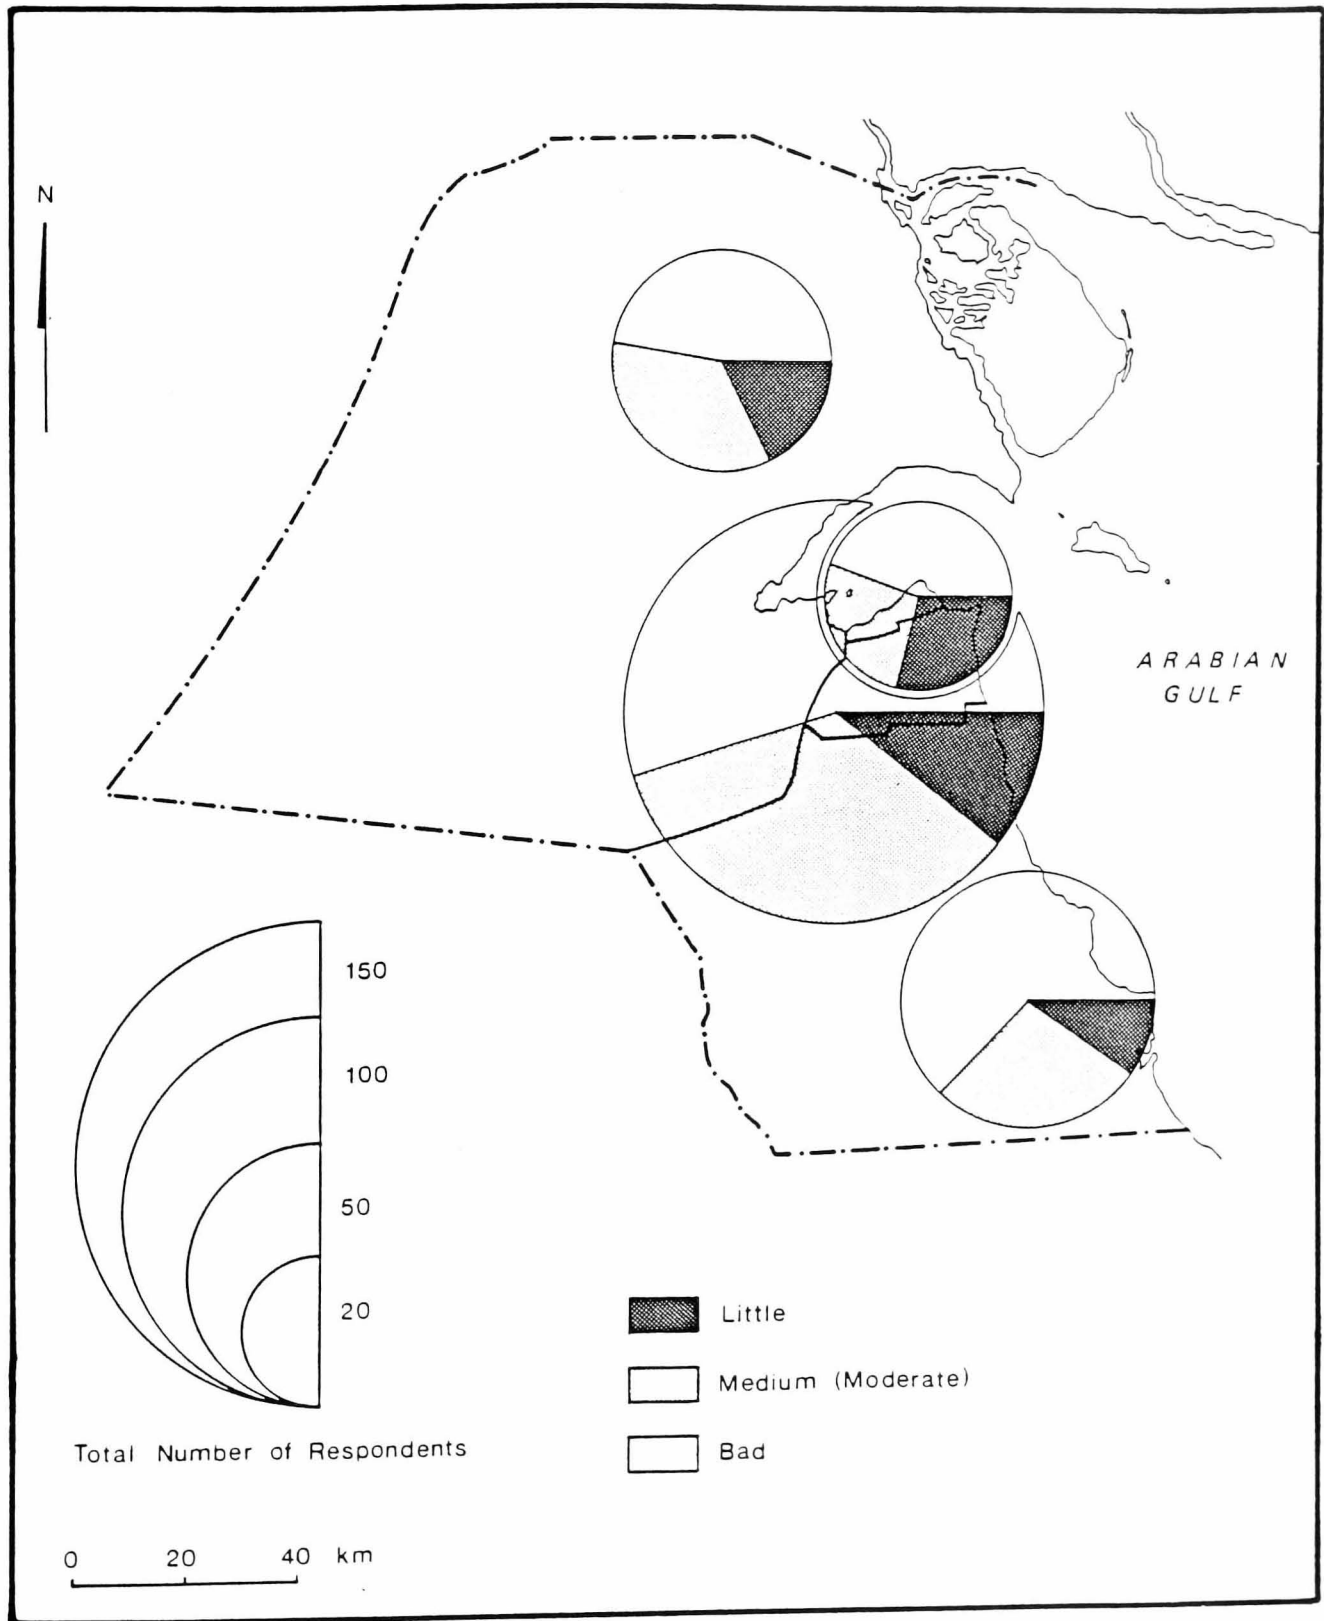 N
ARABIAN
GULF
150
100
50
20
Total Number of Respondents
Little
Medium (Moderate)
Bad
0 20 40 km